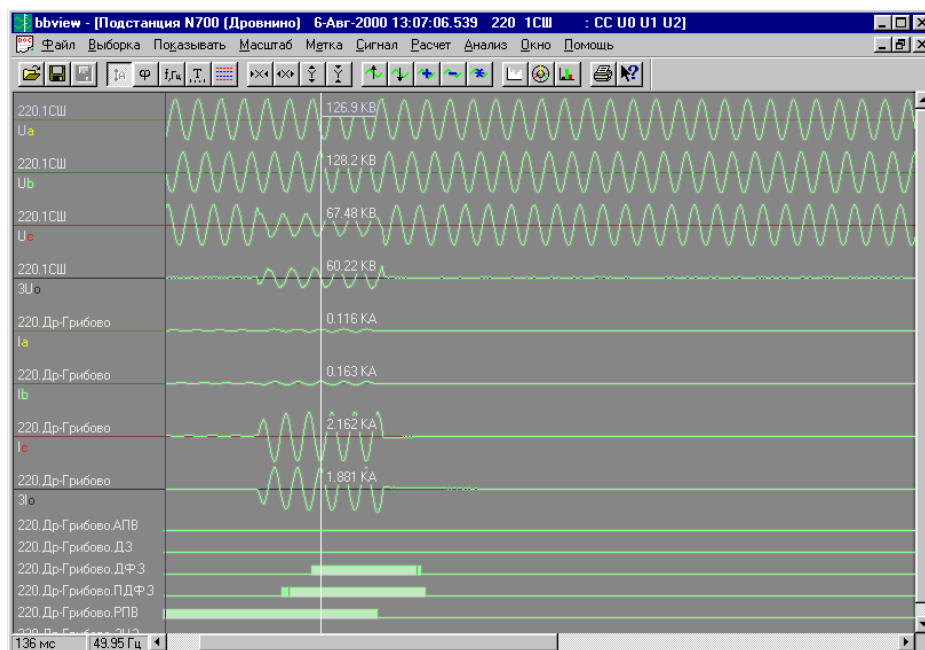 bbview - [Подстанция N700 (Дровнино)   6-Авг-2000 13:07:06.539   220  1СШ      : CC U0 U1 U2]
Файл Выборка Показывать Масштаб Метка Сигнал Расчет Анализ Окно Помощь
220.1СШ
Ua
126.9 КВ
220.1СШ
Ub
128.2 КВ
220.1СШ
Uc
67.48 КВ
220.1СШ
3Uo
60.22 КВ
220.Др-Грибово
Ia
0.116 КА
220.Др-Грибово
Ib
0.163 КА
220.Др-Грибово
Ic
2.162 КА
220.Др-Грибово
3Io
1.881 КА
220.Др-Грибово.АПВ
220.Др-Грибово.ДЗ
220.Др-Грибово.ДФЗ
220.Др-Грибово.ПДФЗ
220.Др-Грибово.РПВ
136 мс   49.95 Гц